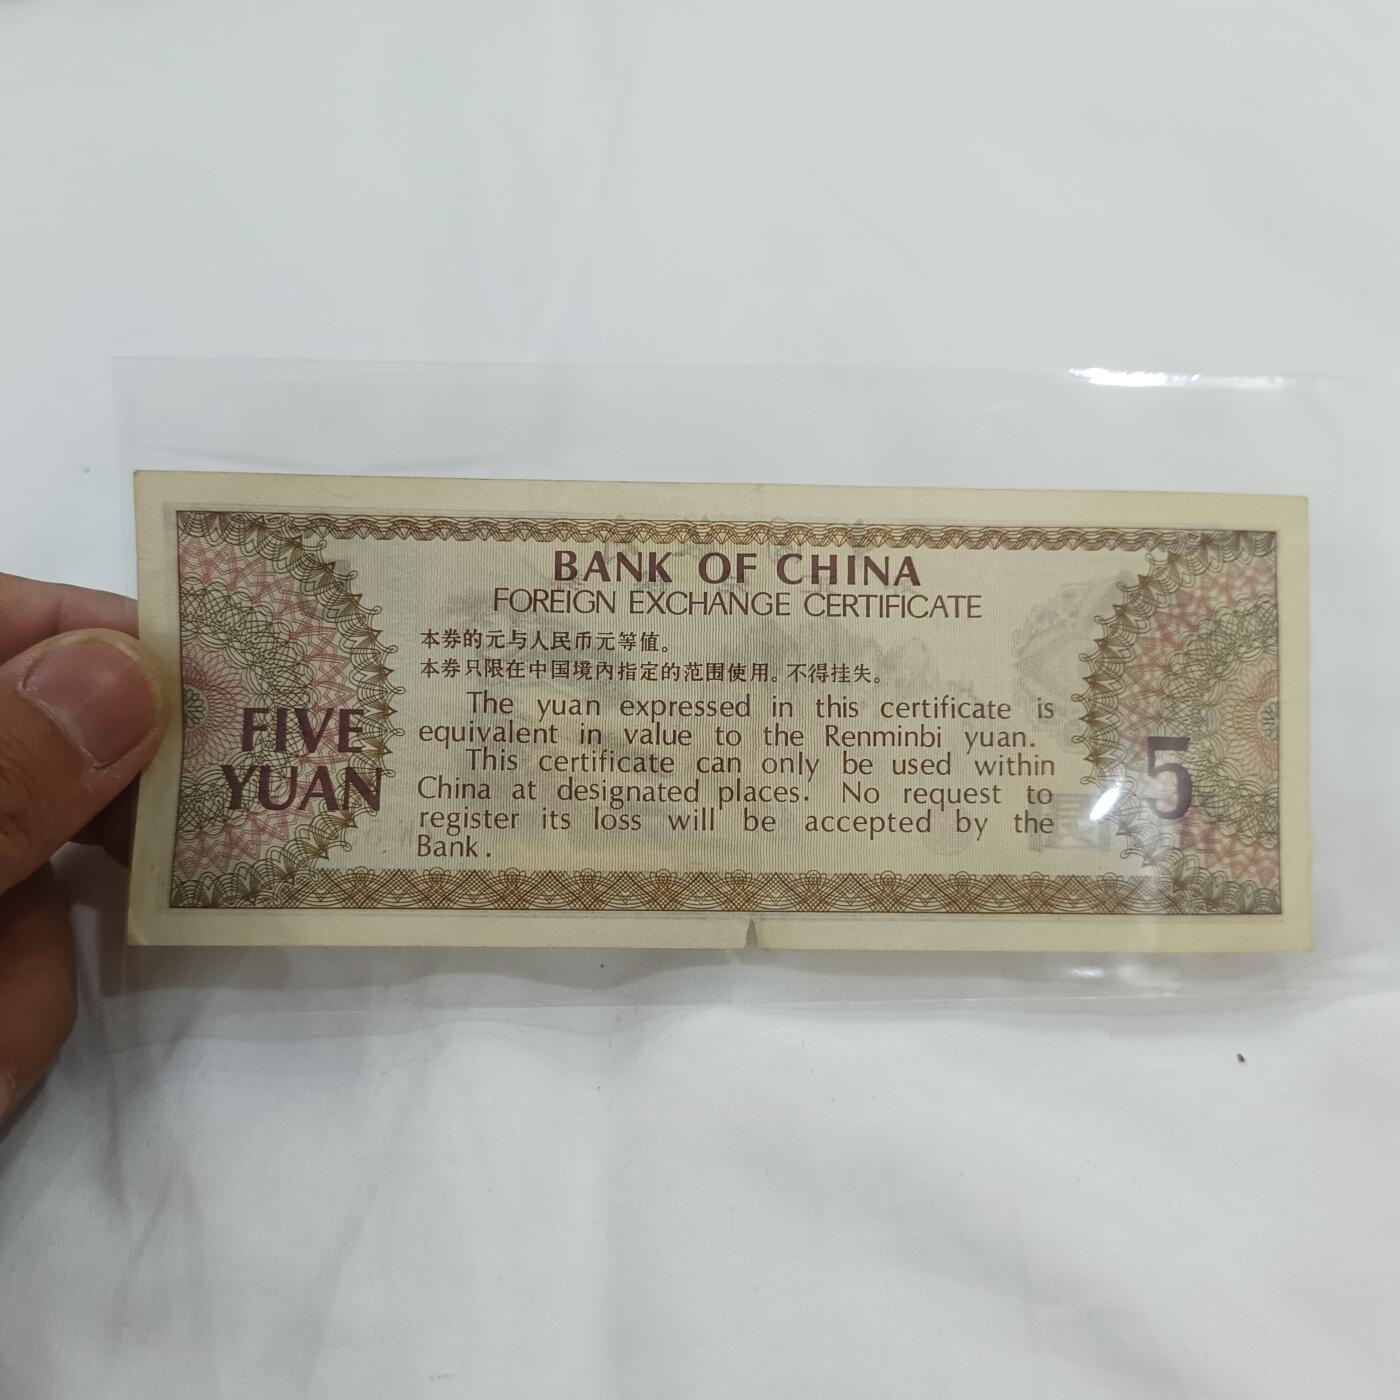 BANK OF CHINA
FOREIGN EXCHANGE CERTIFICATE
本券的元与人民币元等值。
本券只限在中国境内指定的范围使用。不得挂失。
The yuan expressed in this certificate is
equivalent in value to the Renminbi yuan.
This certificate can only be used within
China at designated places. No request to
register its loss will be accepted by the
Bank.
FIVE
YUAN
5